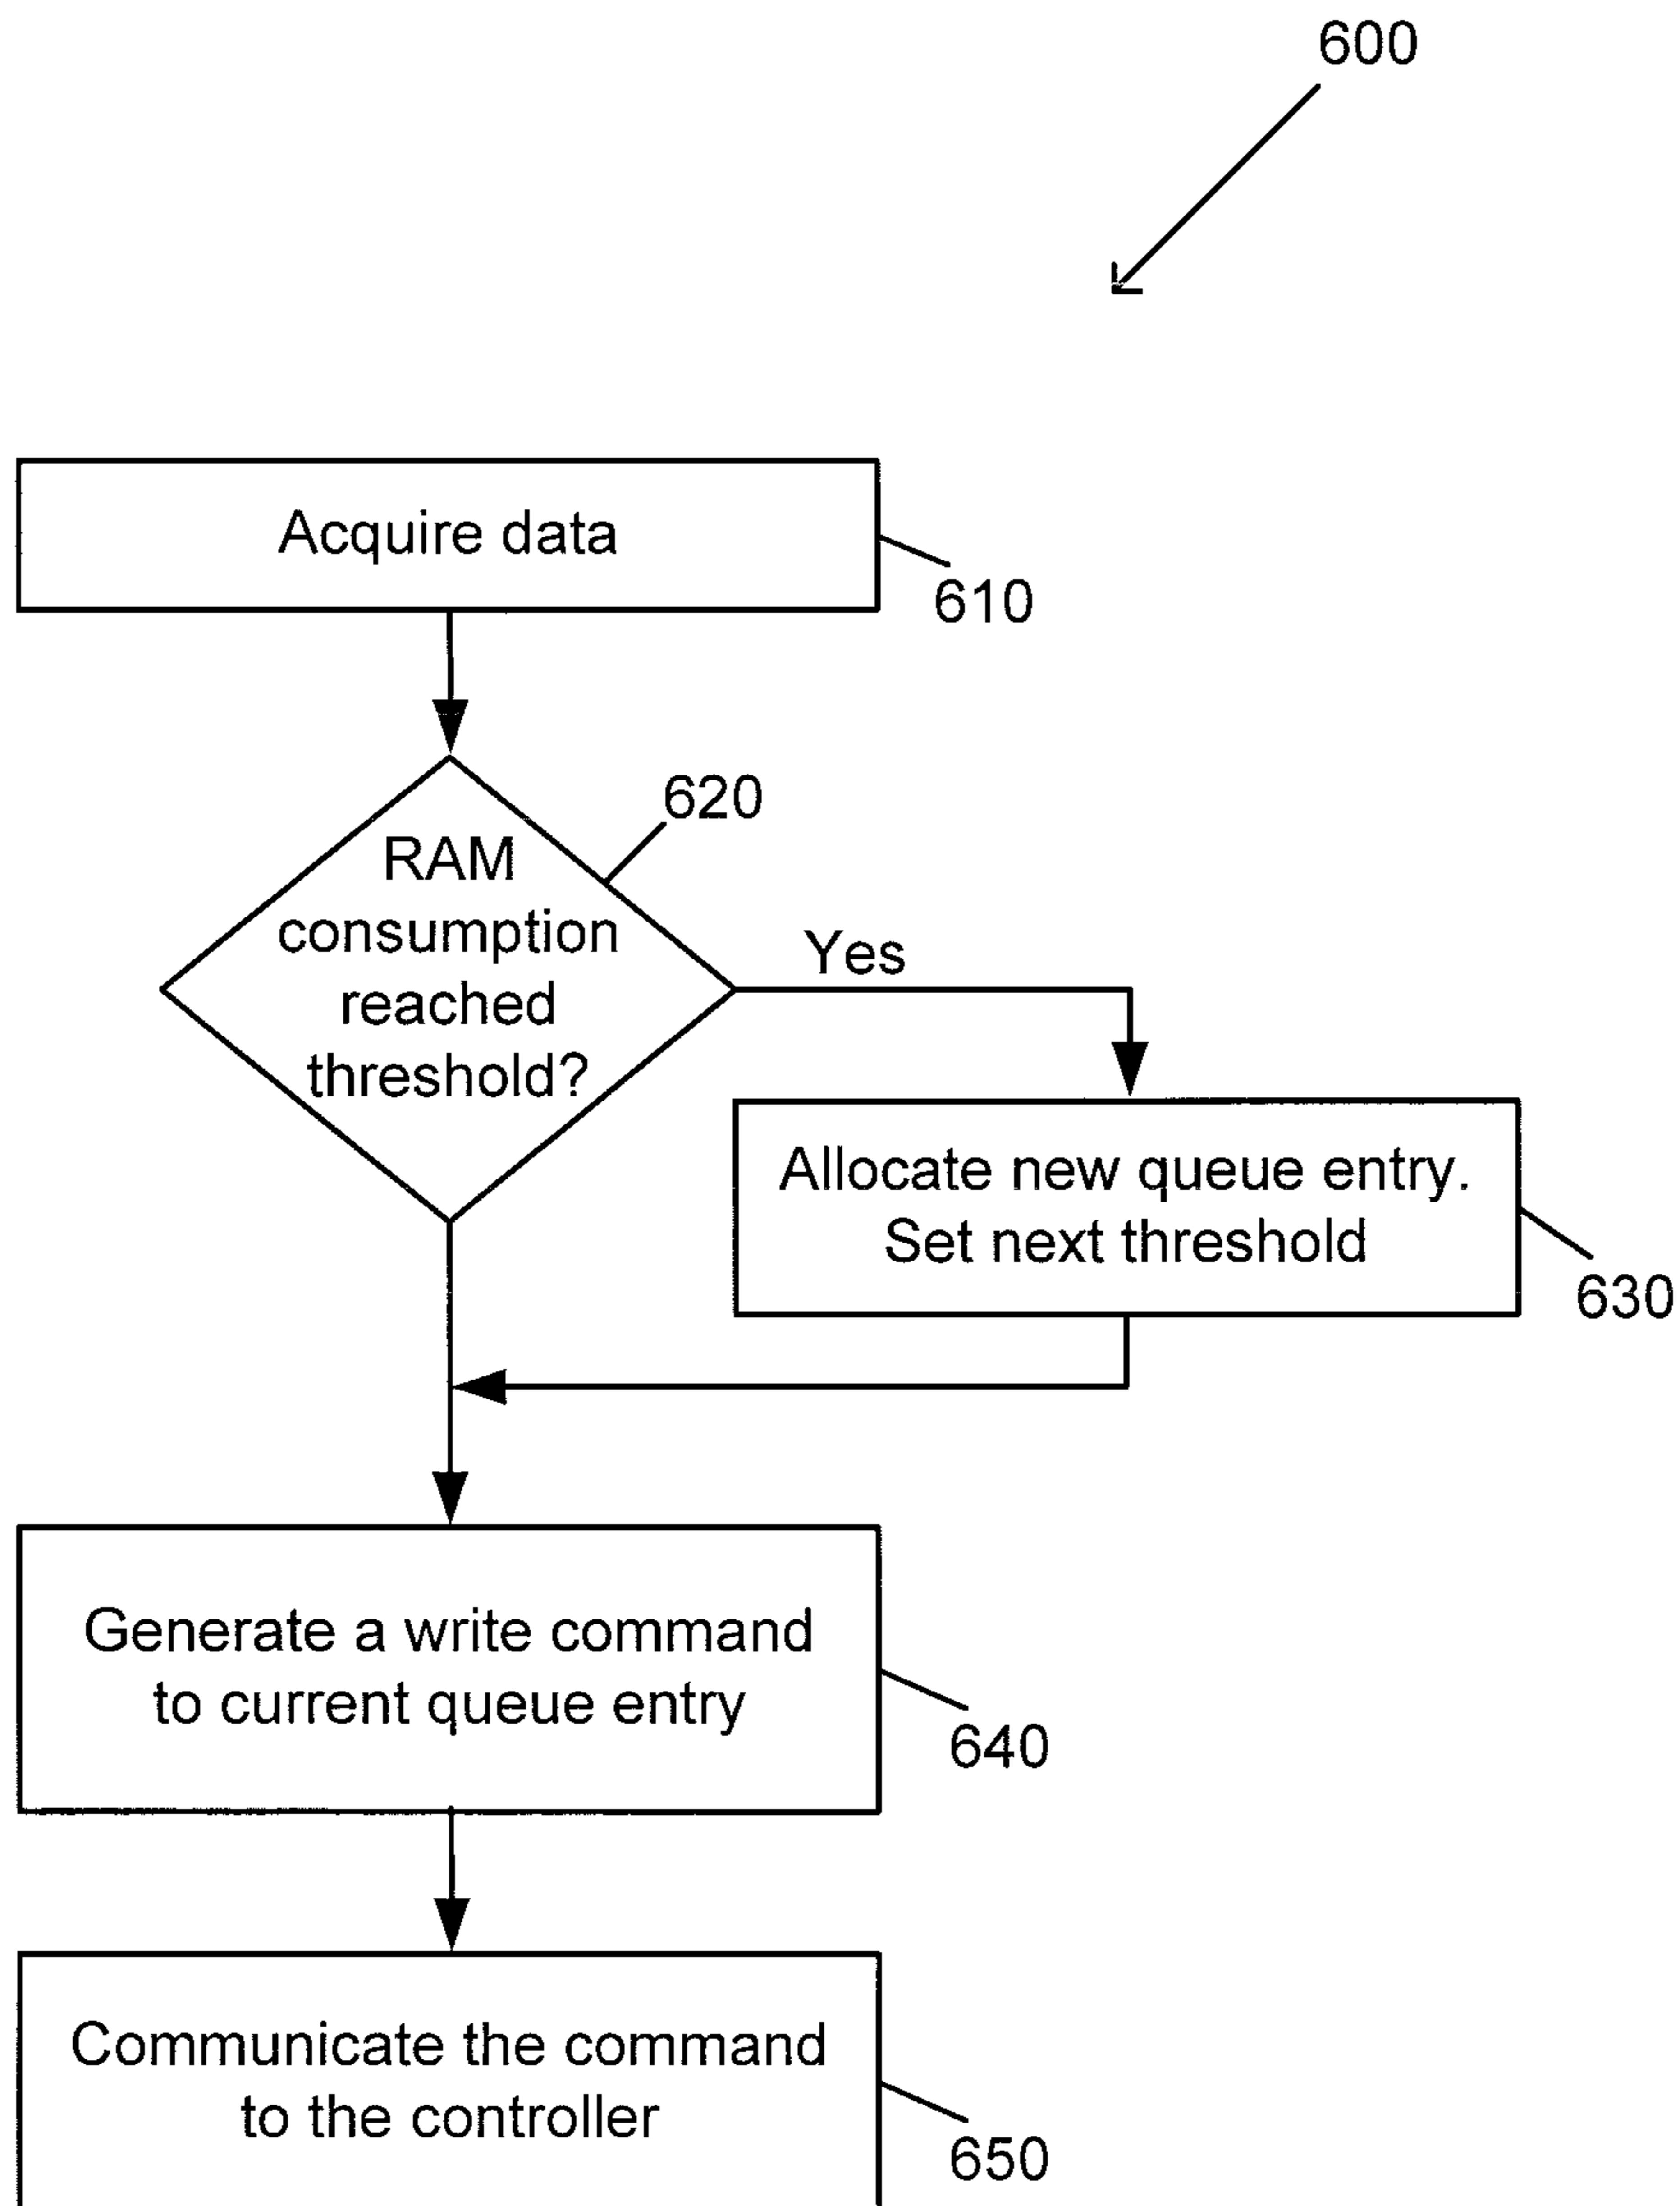 600
Acquire data
610
620
RAM
consumption
reached
threshold?
Yes
Allocate new queue entry.
Set next threshold
630
Generate a write command
to current queue entry
640
Communicate the command
to the controller
650